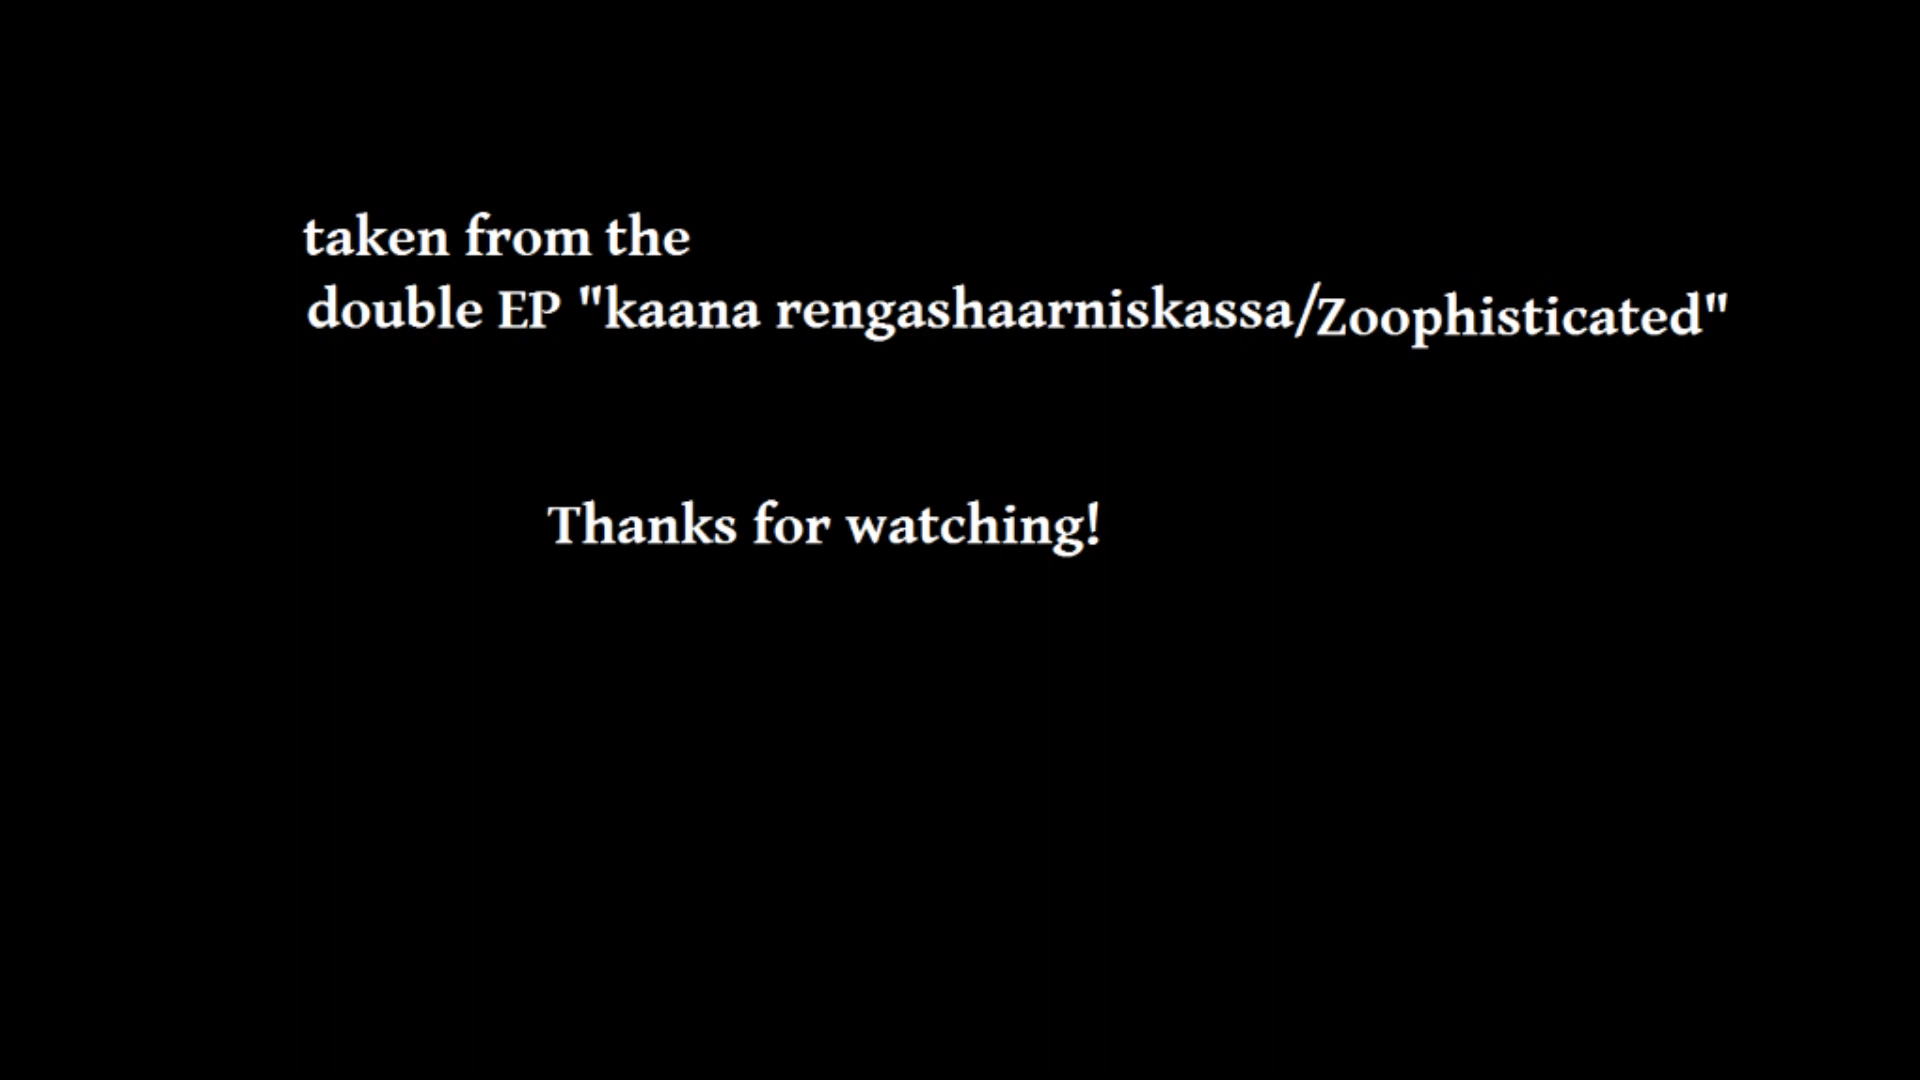 taken from the
double EP "kaana rengashaarniskassa/Zoophisticated"
Thanks for watching!